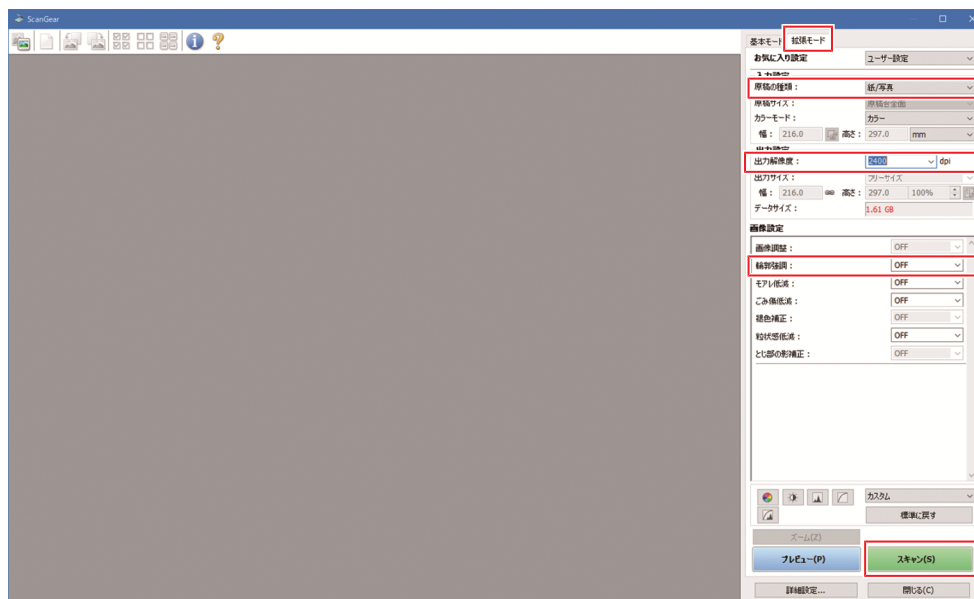 ScanGear
基本モード 拡張モード
お気に入り設定 ユーザー設定
入力設定
原稿の種類： 紙/写真
原稿サイズ： 原稿台全面
カラーモード： カラー
幅： 216.0 高さ： 297.0 mm
出力設定
出力解像度： 2400 dpi
出力サイズ： フリーサイズ
幅： 216.0 高さ： 297.0 100%
データサイズ： 1.61 GB
画像設定
画像調整： OFF
輪郭強調： OFF
モアレ低減： OFF
ごみ傷低減： OFF
褪色補正： OFF
粒状感低減： OFF
とじ部の影補正： OFF
カスタム
標準に戻す
ズーム(Z)
プレビュー(P) スキャン(S)
詳細設定... 閉じる(C)